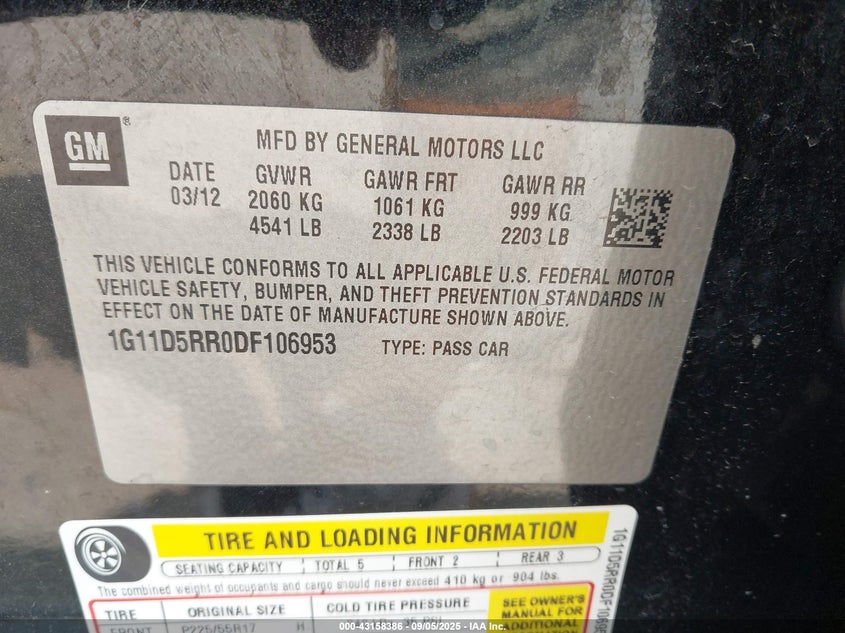 GM®
MFD BY GENERAL MOTORS LLC
DATE GVWR GAWR FRT GAWR RR
03/12 2060 KG 1061 KG 999 KG
4541 LB 2338 LB 2203 LB
THIS VEHICLE CONFORMS TO ALL APPLICABLE U.S. FEDERAL MOTOR
VEHICLE SAFETY, BUMPER, AND THEFT PREVENTION STANDARDS IN
EFFECT ON THE DATE OF MANUFACTURE SHOWN ABOVE.
1G11D5RR0DF106953 TYPE: PASS CAR
TIRE AND LOADING INFORMATION
SEATING CAPACITY TOTAL 5 FRONT 2 REAR 3
The combined weight of occupants and cargo should never exceed 410 kg or 904 lbs.
TIRE ORIGINAL SIZE COLD TIRE PRESSURE
FRONT P225/55R17 H
SEE OWNER'S
MANUAL FOR
ADDITIONAL
1G11D5RR0DF10695
000-43158386 - 09/05/2025 - IAA Inc.